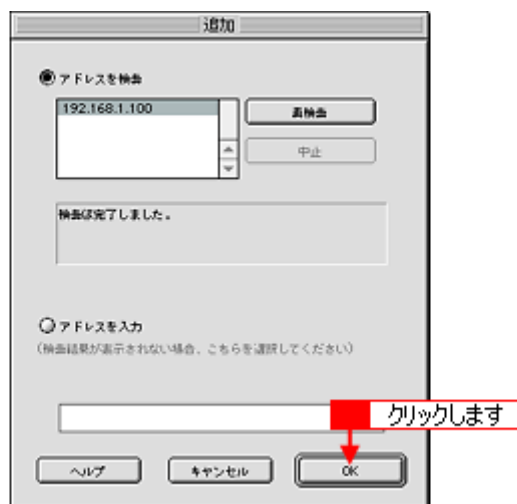 追加
アドレスを検索
192.168.1.100
再検索
中止
検索は完了しました。
アドレスを入力
(検索結果が表示されない場合、こちらを選択してください)
クリックします
ヘルプ
キャンセル
OK